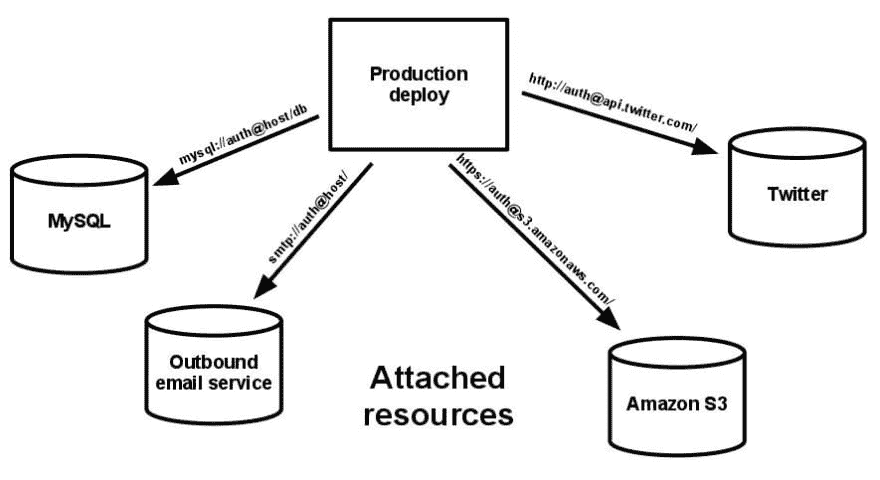 Production
deploy
mysql://auth@host/db
http://auth@api.twitter.com/
smtp://auth@host/
https://auth@s3.amazonaws.com/
MySQL
Twitter
Outbound
email service
Attached
resources
Amazon S3